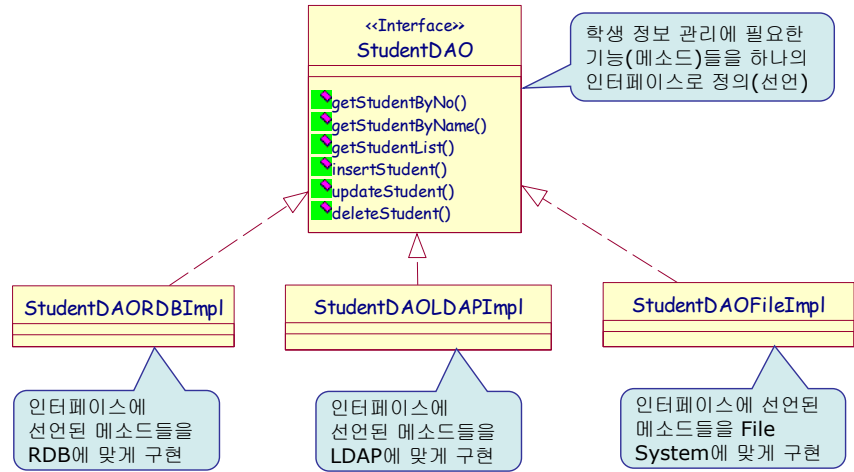 <<Interface>>
StudentDAO
getStudentByNo()
getStudentByName()
getStudentList()
insertStudent()
updateStudent()
deleteStudent()
학생 정보 관리에 필요한
기능(메소드)들을 하나의
인터페이스로 정의(선언)
StudentDAORDBImpl
StudentDAOLDAPImpl
StudentDAOFileImpl
인터페이스에
선언된 메소드들을
RDB에 맞게 구현
인터페이스에
선언된 메소드들을
LDAP에 맞게 구현
인터페이스에 선언된
메소드들을 File
System에 맞게 구현